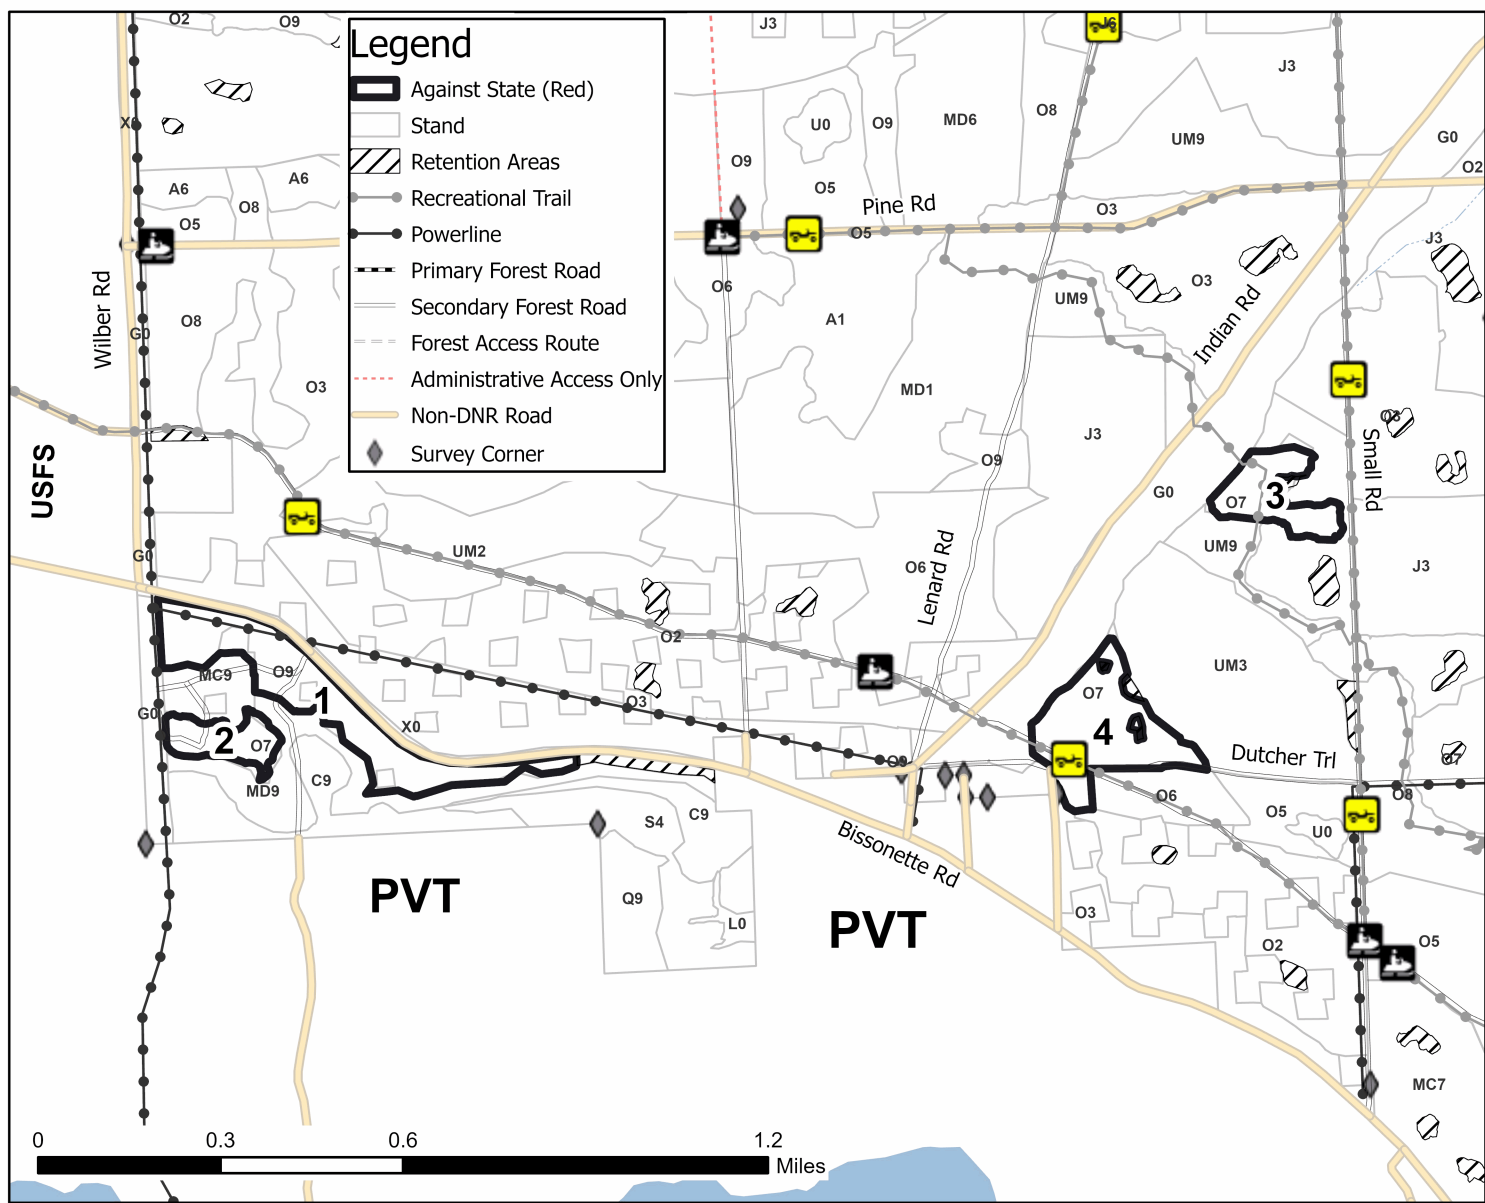 O2
O9
J3
J6
Legend
Against State (Red)
Stand
Retention Areas
Recreational Trail
Powerline
Primary Forest Road
Secondary Forest Road
Forest Access Route
Administrative Access Only
Non-DNR Road
Survey Corner
J3
O8
MD6
O9
U0
UM9
G0
O2
A6
A6
O8
O5
O9
O5
Pine Rd
O5
O3
J3
O6
UM9
O3
Wilber Rd
G0
O8
A1
Indian Rd
O3
MD1
J3
O9
Small Rd
USFS
G0
O7
3
G0
UM2
O6
Lenard Rd
UM9
J3
O2
MC9
O9
1
O3
X0
G0
2
O7
UM3
O7
4
Dutcher Trl
O9
C9
MD9
O6
O8
O5
U0
S4
C9
Bissonette Rd
PVT
Q9
L0
PVT
O3
O2
O5
MC7
0
0.3
0.6
1.2
Miles